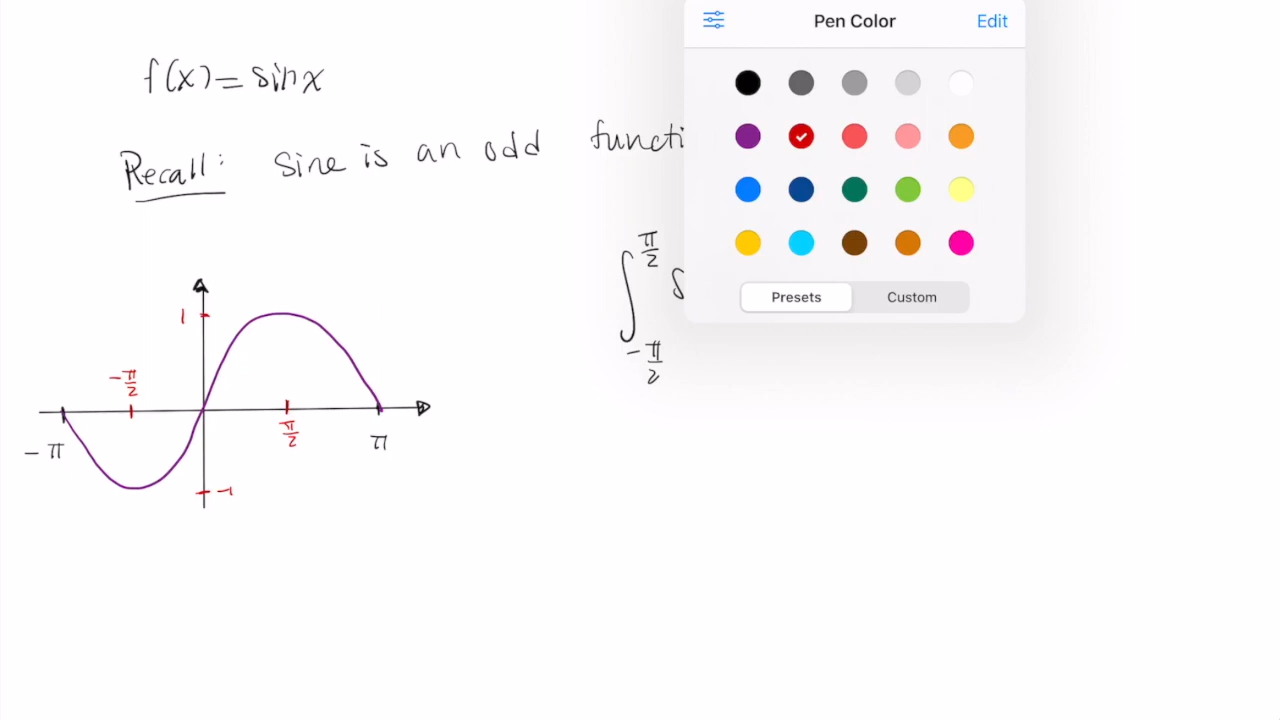 Pen Color
Edit
f(x) = sin x
Recall: Sine is an odd functi
π/2
∫ s
-π/2
Presets
Custom
1
-π/2
π/2
-π
π
-1